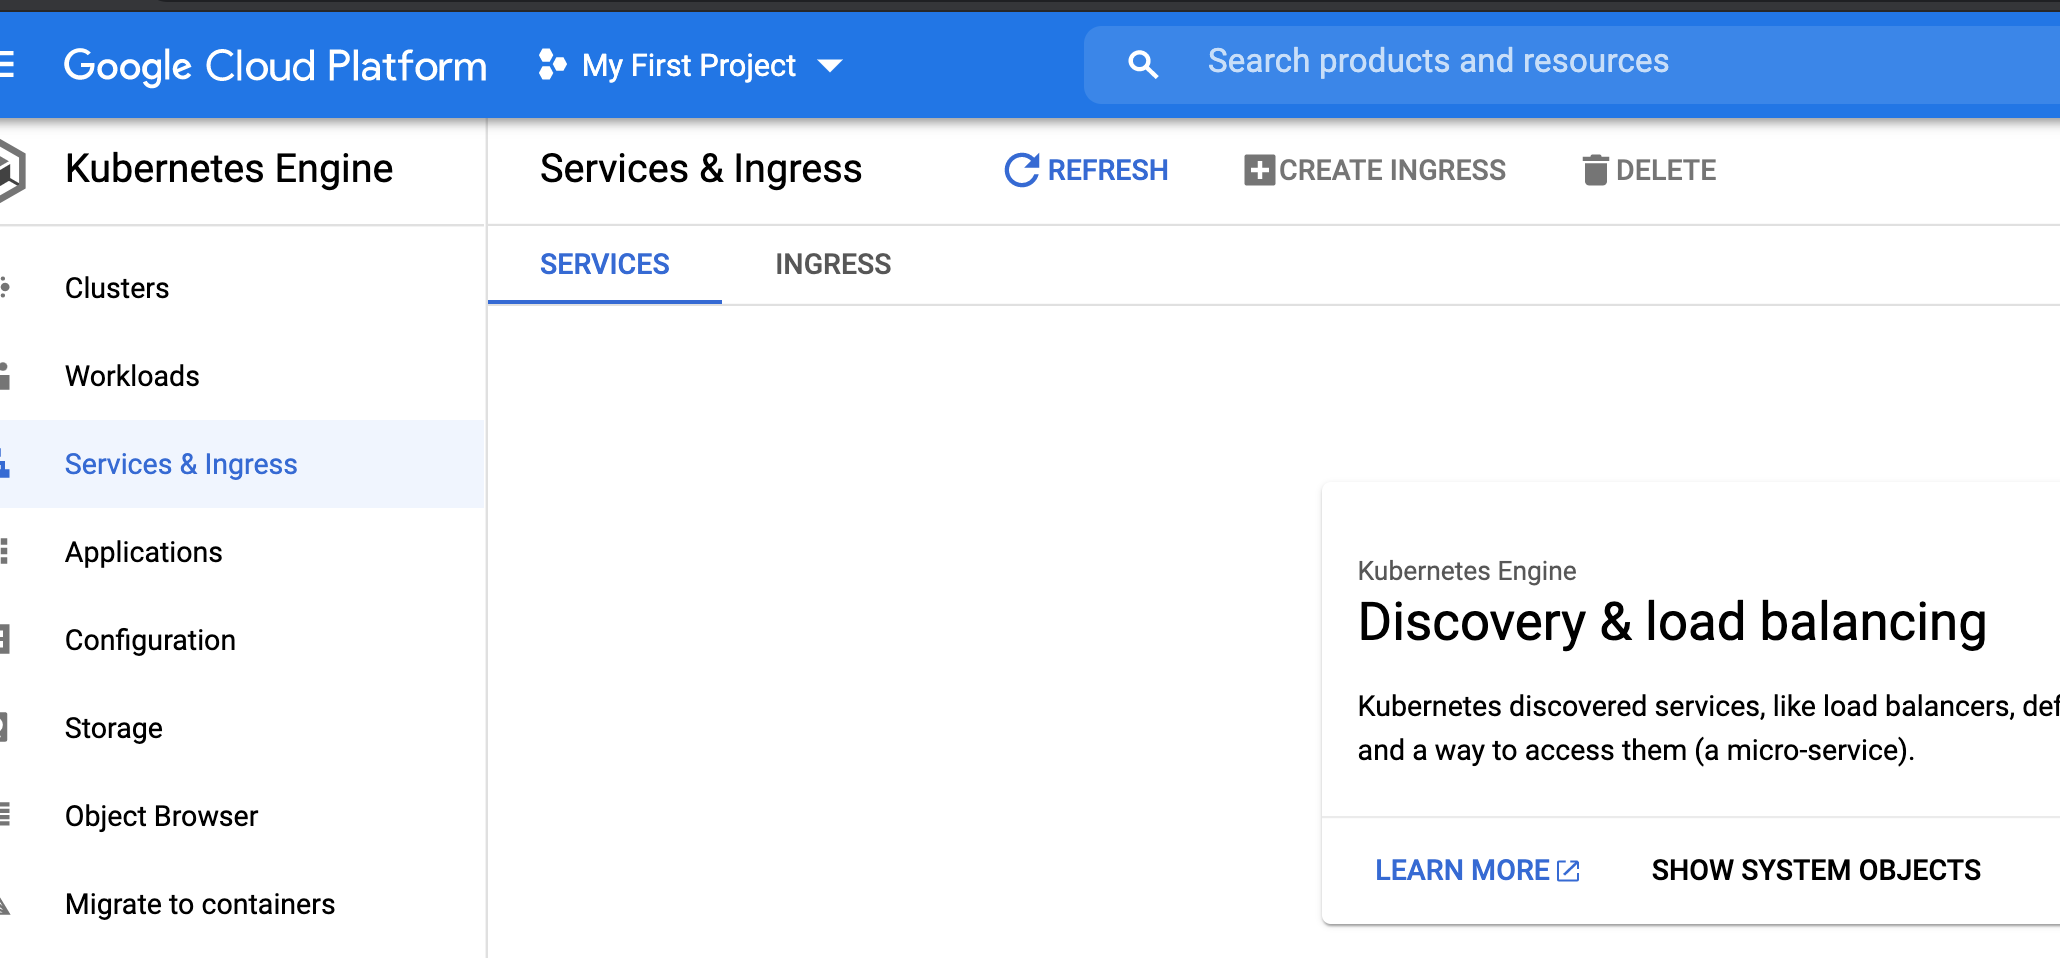 Google Cloud Platform
My First Project
Search products and resources
Kubernetes Engine
Services & Ingress
REFRESH
CREATE INGRESS
DELETE
SERVICES
INGRESS
Clusters
Workloads
Services & Ingress
Applications
Configuration
Storage
Object Browser
Migrate to containers
Kubernetes Engine
Discovery & load balancing
Kubernetes discovered services, like load balancers, def
and a way to access them (a micro-service).
LEARN MORE
SHOW SYSTEM OBJECTS